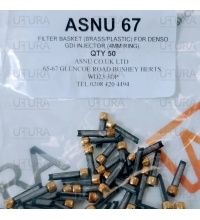 ASNU 67
FILTER BASKET (BRASS/PLASTIC) FOR DENSO
GDI INJECTOR (4MM RING)
QTY 50
ASNU CO.UK LTD
65-67 GLENCOE ROAD BUSHEY HERTS
WD23 3DP
TEL 0208 420 4494